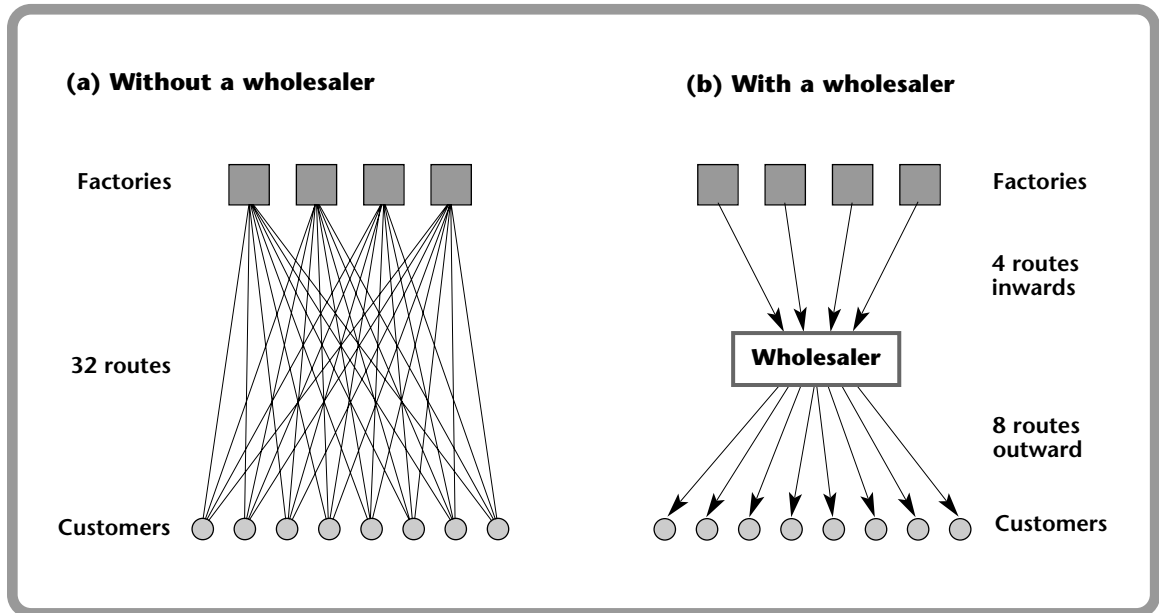 (a) Without a wholesaler
Factories
32 routes
Customers
(b) With a wholesaler
Factories
4 routes
inwards
Wholesaler
8 routes
outward
Customers